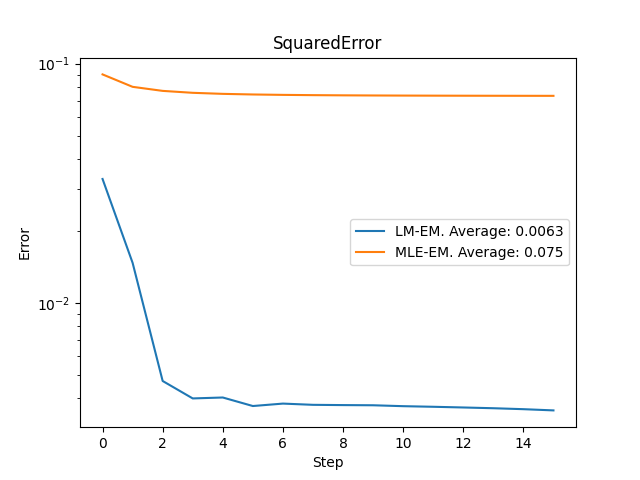 SquaredError
10⁻¹
10⁻²
Error
LM-EM. Average: 0.0063
MLE-EM. Average: 0.075
0 2 4 6 8 10 12 14
Step